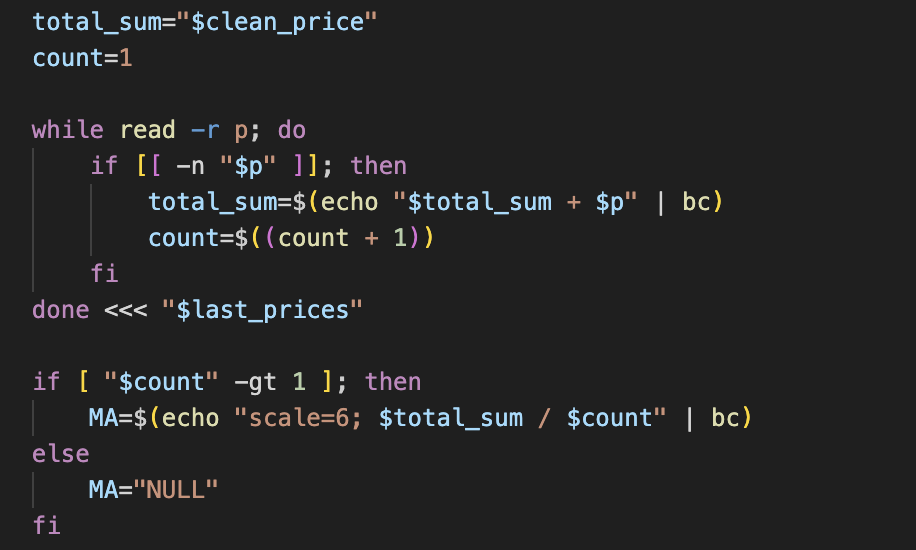 total_sum="$clean_price"
count=1

while read -r p; do
    if [[ -n "$p" ]]; then
        total_sum=$(echo "$total_sum + $p" | bc)
        count=$((count + 1))
    fi
done <<< "$last_prices"

if [ "$count" -gt 1 ]; then
    MA=$(echo "scale=6; $total_sum / $count" | bc)
else
    MA="NULL"
fi